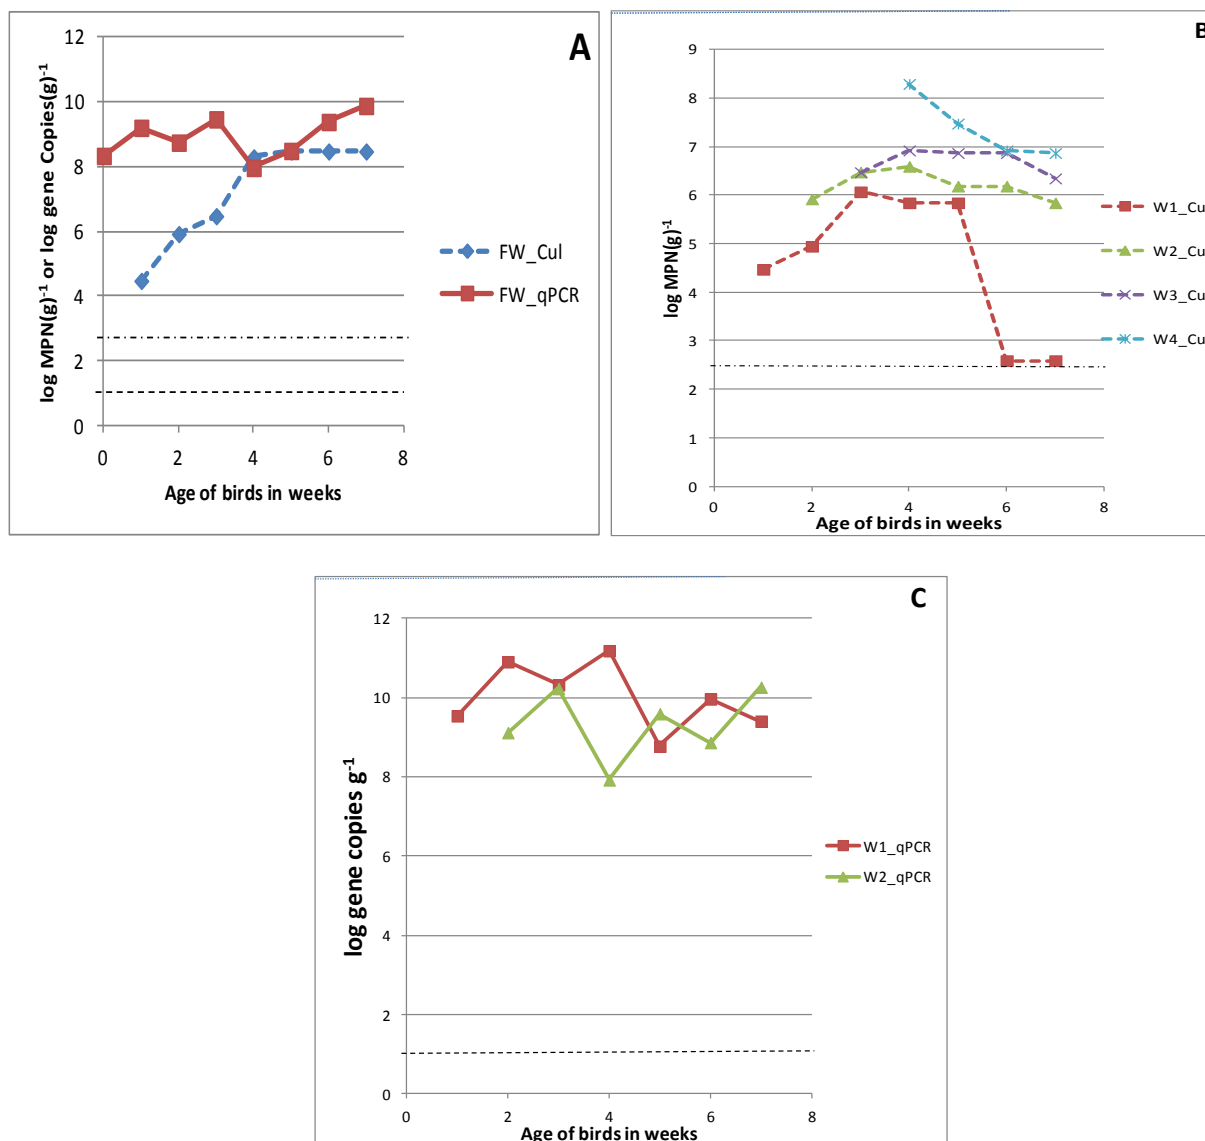 A
12
10
8
6
4
2
0
0 2 4 6 8
log MPN(g)-1 or log gene Copies(g)-1
Age of birds in weeks
FW_Cul
FW_qPCR
B
9
8
7
6
5
4
3
2
1
0
0 2 4 6 8
log MPN(g)-1
Age of birds in weeks
W1_Cu
W2_Cu
W3_Cu
W4_Cu
C
12
10
8
6
4
2
0
0 2 4 6 8
log gene copies g-1
Age of birds in weeks
W1_qPCR
W2_qPCR